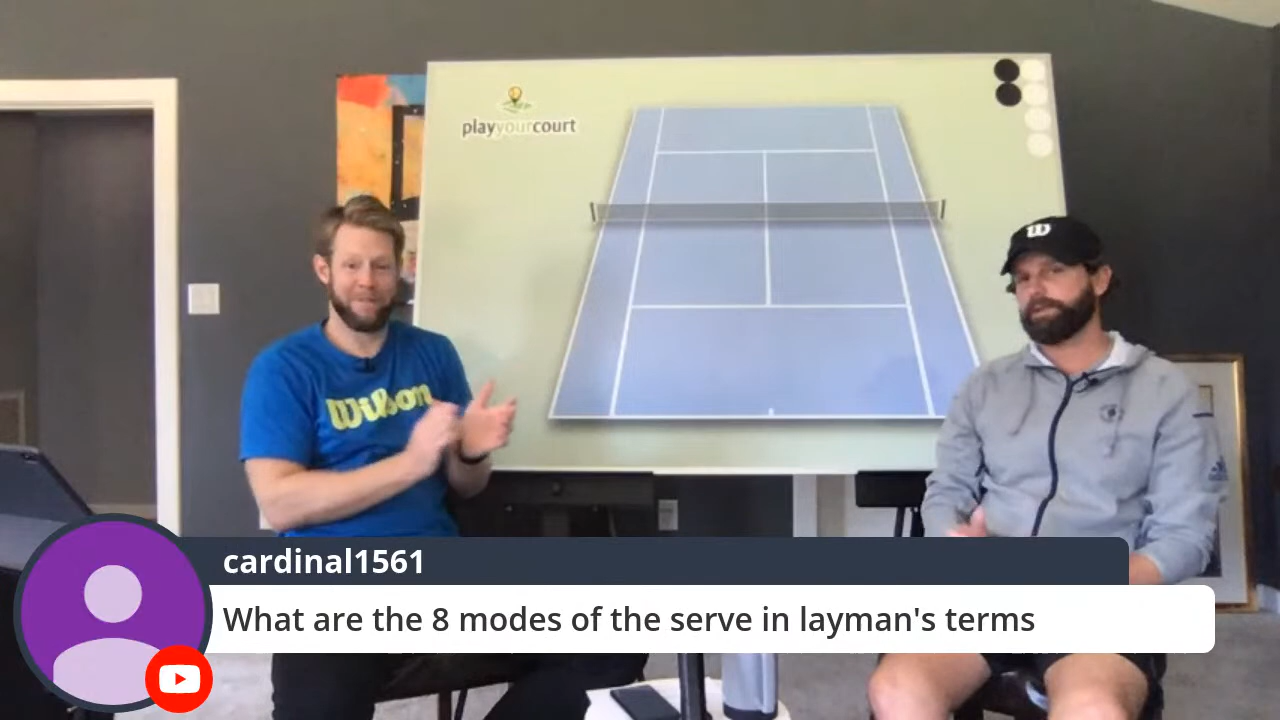 playyourcourt
W
Wilson
cardinal1561
What are the 8 modes of the serve in layman's terms